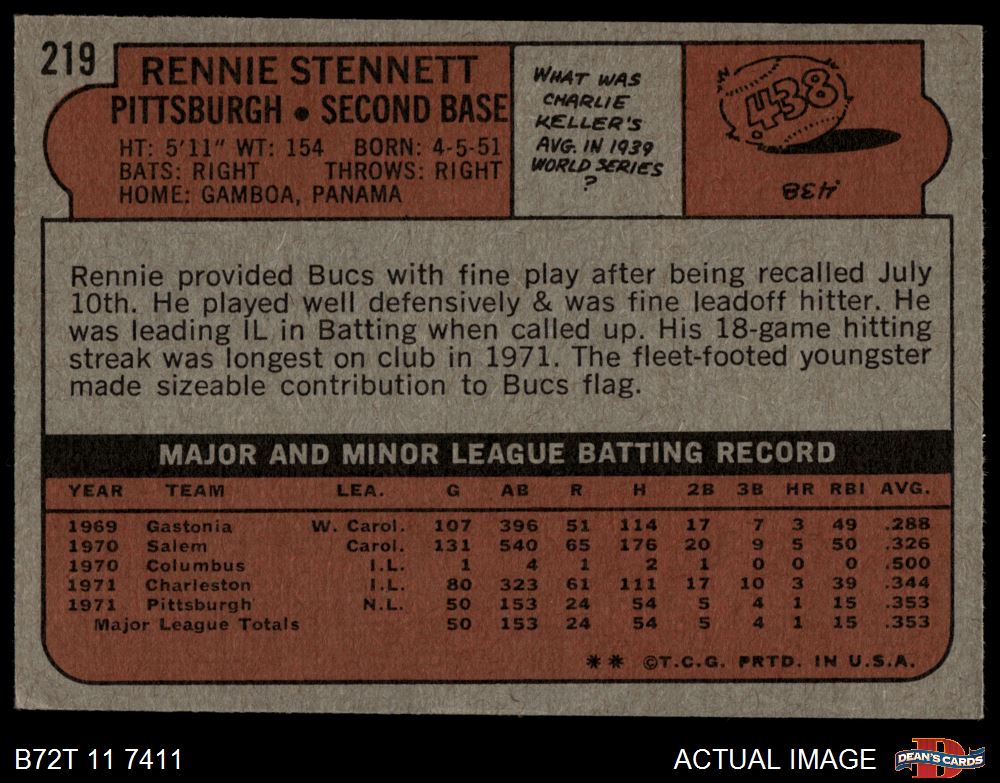 219
RENNIE STENNETT
PITTSBURGH • SECOND BASE
HT: 5'11" WT: 154 BORN: 4-5-51
BATS: RIGHT THROWS: RIGHT
HOME: GAMBOA, PANAMA
WHAT WAS
CHARLIE
KELLER'S
AVG. IN 1939
WORLD SERIES
?
438
.438
Rennie provided Bucs with fine play after being recalled July
10th. He played well defensively & was fine leadoff hitter. He
was leading IL in Batting when called up. His 18-game hitting
streak was longest on club in 1971. The fleet-footed youngster
made sizeable contribution to Bucs flag.
MAJOR AND MINOR LEAGUE BATTING RECORD
YEAR TEAM LEA. G AB R H 2B 3B HR RBI AVG.
1969 Gastonia W. Carol. 107 396 51 114 17 7 3 49 .288
1970 Salem Carol. 131 540 65 176 20 9 5 50 .326
1970 Columbus I.L. 1 4 1 2 1 0 0 0 .500
1971 Charleston I.L. 80 323 61 111 17 10 3 39 .344
1971 Pittsburgh N.L. 50 153 24 54 5 4 1 15 .353
Major League Totals 50 153 24 54 5 4 1 15 .353
** ©T.C.G. PRTD. IN U.S.A.
B72T 11 7411
ACTUAL IMAGE
D
DEAN'S CARDS